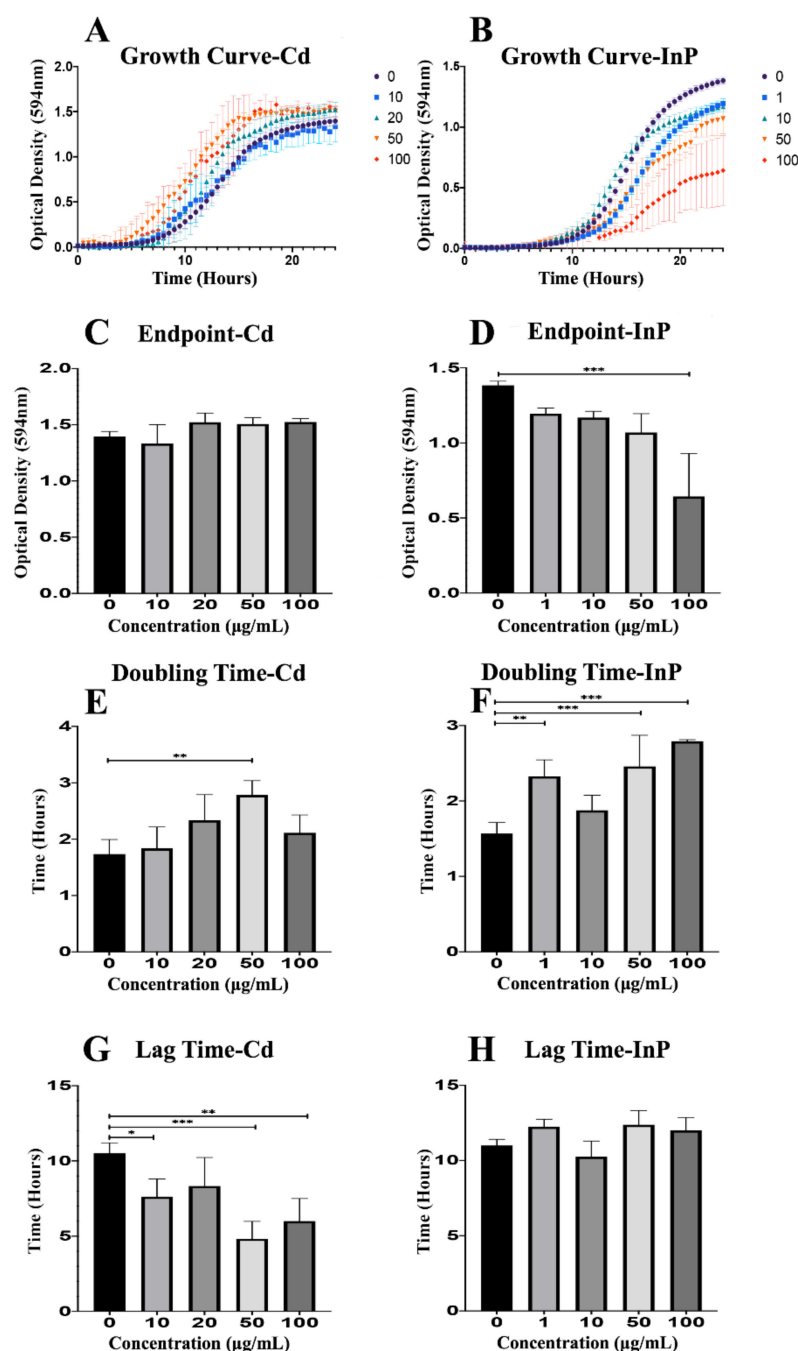 A
Growth Curve-Cd
Optical Density (594nm)
2.0
1.5
1.0
0.5
0.0
0
10
20
Time (Hours)
0
10
20
50
100
B
Growth Curve-InP
Optical Density (594nm)
1.5
1.0
0.5
0.0
0
10
20
Time (Hours)
0
1
10
50
100
C
Endpoint-Cd
Optical Density (594nm)
2.0
1.5
1.0
0.5
0.0
0 10 20 50 100
Concentration (μg/mL)
D
Endpoint-InP
***
Optical Density (594nm)
1.5
1.0
0.5
0.0
0 1 10 50 100
Concentration (μg/mL)
Doubling Time-Cd
E
**
Time (Hours)
4
3
2
1
0
0 10 20 50 100
Concentration (μg/mL)
Doubling Time-InP
F
***
***
**
Time (Hours)
3
2
1
0
0 1 10 50 100
Concentration (μg/mL)
G
Lag Time-Cd
**
***
*
Time (Hours)
15
10
5
0
0 10 20 50 100
Concentration (μg/mL)
H
Lag Time-InP
Time (Hours)
15
10
5
0
0 1 10 50 100
Concentration (μg/mL)